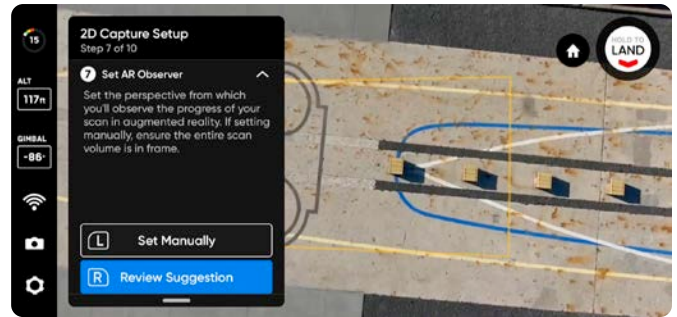 15
ALT
117ft
GIMBAL
-86°
2D Capture Setup
Step 7 of 10
7 Set AR Observer
Set the perspective from which
you'll observe the progress of your
scan in augmented reality. If setting
manually, ensure the entire scan
volume is in frame.
L Set Manually
R Review Suggestion
HOLD TO
LAND